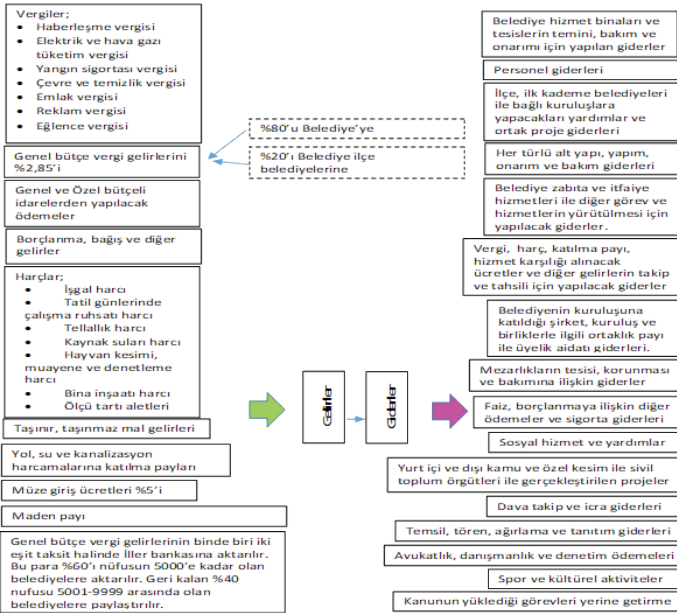 Vergiler;
• Haberleşme vergisi
• Elektrik ve hava gazı
tüketim vergisi
• Yangın sigortası vergisi
• Çevre ve temizlik vergisi
• Emlak vergisi
• Reklam vergisi
• Eğlence vergisi
Genel bütçe vergi gelirlerini
%2,85'i
Genel ve Özel bütçeli
idarelerden yapılacak
ödemeler
Borçlanma, bağış ve diğer
gelirler
Harçlar;
• İşgal harcı
• Tatil günlerinde
çalışma ruhsatı harcı
• Tellallık harcı
• Kaynak suları harcı
• Hayvan kesimi,
muayene ve denetleme
harcı
• Bina inşaatı harcı
• Ölçü tartı aletleri
Taşınır, taşınmaz mal gelirleri
Yol, su ve kanalizasyon
harcamalarına katılma payları
Müze giriş ücretleri %5'i
Maden payı
Genel bütçe vergi gelirlerinin binde biri iki
eşit taksit halinde İller bankasına aktarılır.
Bu para %60'ı nüfusun 5000'e kadar olan
belediyelere aktarılır. Geri kalan %40
nufusu 5001-9999 arasında olan
belediyelere paylaştırılır.
%80'u Belediye'ye
%20'ı Belediye ilçe
belediyelerine
Gelirler
Giderler
Belediye hizmet binaları ve
tesislerin temini, bakım ve
onarımı için yapılan giderler
Personel giderleri
İlçe, ilk kademe belediyeleri
ile bağlı kuruluşlara
yapacakları yardımlar ve
ortak proje giderleri
Her türlü alt yapı, yapım,
onarım ve bakım giderleri
Belediye zabıta ve itfaiye
hizmetleri ile diğer görev ve
hizmetlerin yürütülmesi için
yapılacak giderler.
Vergi, harç, katılma payı,
hizmet karşılığı alınacak
ücretler ve diğer gelirlerin takip
ve tahsili için yapılacak giderler
Belediyenin kuruluşuna
katıldığı şirket, kuruluş ve
birliklerle ilgili ortaklık payı
ile üyelik aidatı giderleri.
Mezarlıkların tesisi, korunması
ve bakımına ilişkin giderler
Faiz, borçlanmaya ilişkin diğer
ödemeler ve sigorta giderleri
Sosyal hizmet ve yardımlar
Yurt içi ve dışı kamu ve özel kesim ile sivil
toplum örgütleri ile gerçekleştirilen projeler
Dava takip ve icra giderleri
Temsil, tören, ağırlama ve tanıtım giderleri
Avukatlık, danışmanlık ve denetim ödemeleri
Spor ve kültürel aktiviteler
Kanunun yüklediği görevleri yerine getirme